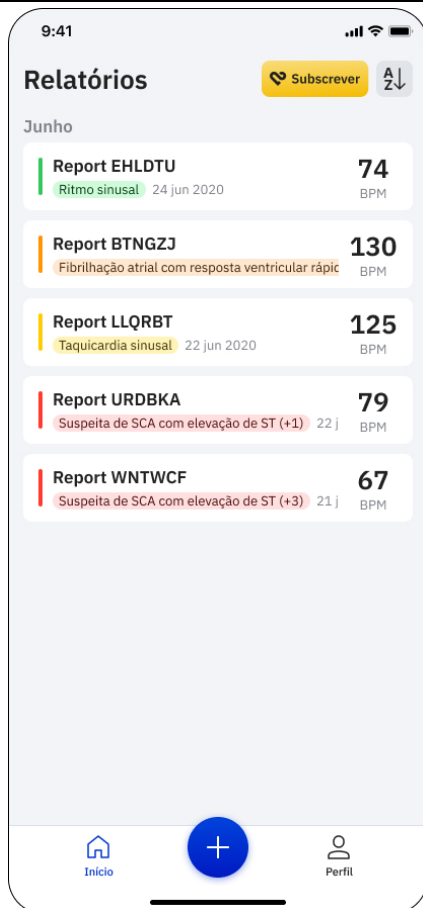 9:41
Relatórios
Subscrever
A
Z
Junho
Report EHLDTU
74
Ritmo sinusal 24 jun 2020
BPM
Report BTNGZJ
130
Fibrilhação atrial com resposta ventricular
BPM
Report LLQRBT
125
Taquicardia sinusal 22 jun 2020
BPM
Report URDBKA
79
Suspeita de SCA com elevação de ST (+1) 22 j
BPM
Report WNTWCF
67
Suspeita de SCA com elevação de ST (+3) 21 j
BPM
Início
Perfil